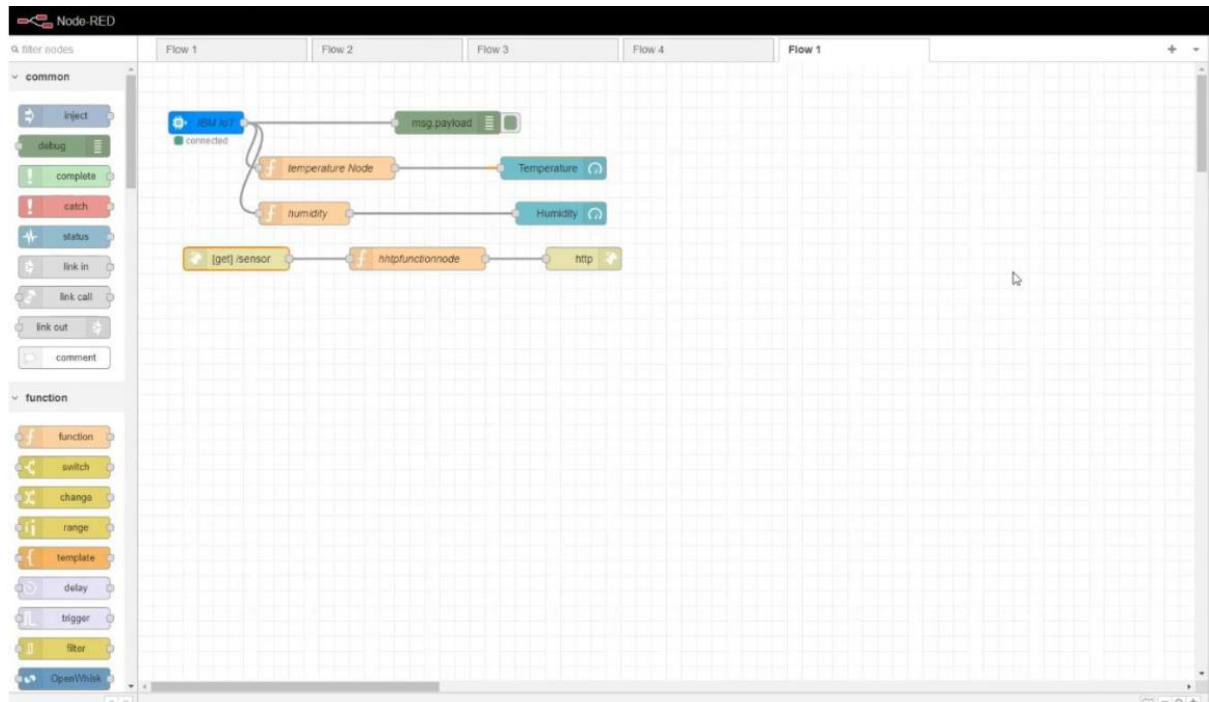 Node-RED
filter nodes
Flow 1
Flow 2
Flow 3
Flow 4
Flow 1
common
inject
debug
complete
catch
status
link in
link call
link out
comment
function
function
switch
change
range
template
delay
trigger
filter
OpenWhisk
IBM IoT
connected
msg.payload
temperature Node
Temperature
humidity
Humidity
[get] /sensor
hhtpfunctionnode
http